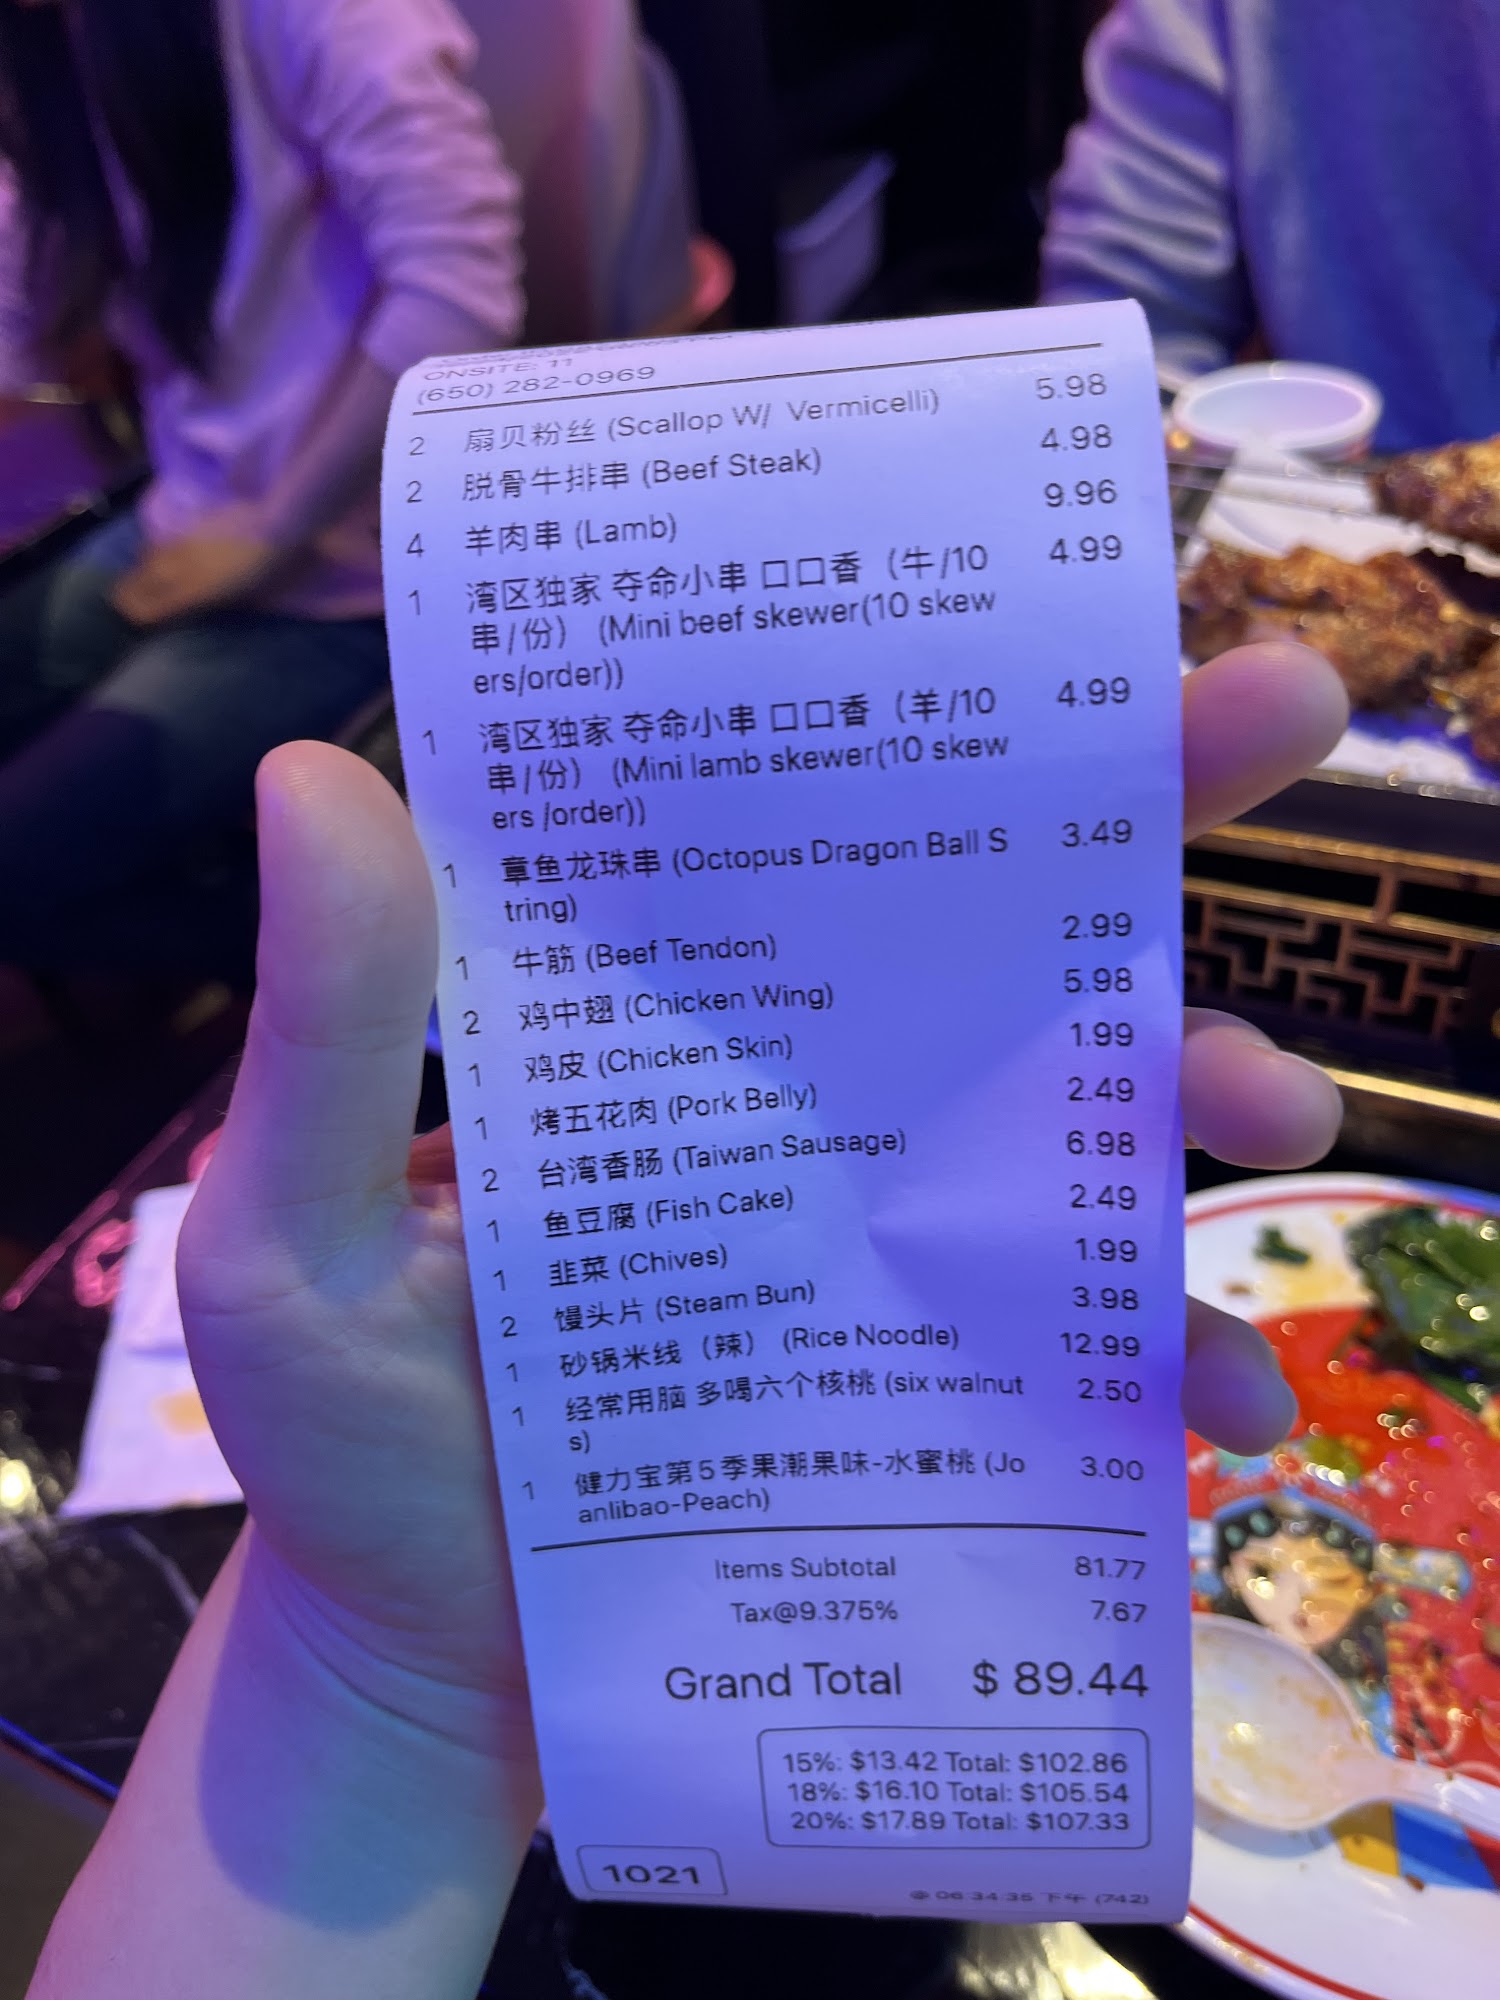 ONSITE: 11
(650) 282-0969
2 扇贝粉丝 (Scallop W/ Vermicelli) 5.98
2 脱骨牛排串 (Beef Steak) 4.98
4 羊肉串 (Lamb) 9.96
1 湾区独家 夺命小串 口口香 （牛/10 4.99
串/份） (Mini beef skewer(10 skew
ers/order))
1 湾区独家 夺命小串 口口香 （羊/10 4.99
串/份） (Mini lamb skewer(10 skew
ers /order))
1 章鱼龙珠串 (Octopus Dragon Ball S 3.49
tring)
1 牛筋 (Beef Tendon) 2.99
2 鸡中翅 (Chicken Wing) 5.98
1 鸡皮 (Chicken Skin) 1.99
1 烤五花肉 (Pork Belly) 2.49
2 台湾香肠 (Taiwan Sausage) 6.98
1 鱼豆腐 (Fish Cake) 2.49
1 韭菜 (Chives) 1.99
2 馒头片 (Steam Bun) 3.98
1 砂锅米线（辣） (Rice Noodle) 12.99
1 经常用脑 多喝六个核桃 (six walnut 2.50
s)
1 健力宝第5季果潮果味-水蜜桃 (Jo 3.00
anlibao-Peach)
Items Subtotal 81.77
Tax@9.375% 7.67
Grand Total $ 89.44
15%: $13.42 Total: $102.86
18%: $16.10 Total: $105.54
20%: $17.89 Total: $107.33
1021
@ 06:34:35 下午 (742)